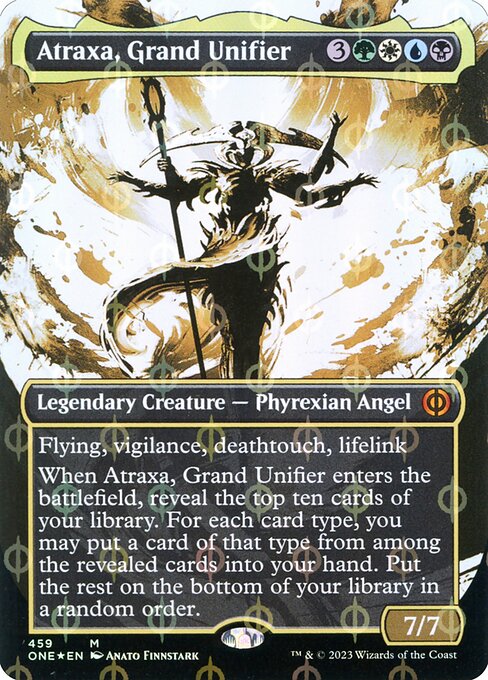 Atraxa, Grand Unifier 3
Legendary Creature — Phyrexian Angel
Flying, vigilance, deathtouch, lifelink
When Atraxa, Grand Unifier enters the
battlefield, reveal the top ten cards of
your library. For each card type, you
may put a card of that type from among
the revealed cards into your hand. Put
the rest on the bottom of your library in
a random order.
7/7
459 M
ONE★EN Anato Finnstark
™ & © 2023 Wizards of the Coast